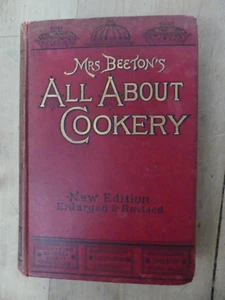 MRS BEETON'S
ALL ABOUT
COOKERY
New Edition
Enlarged & Revised